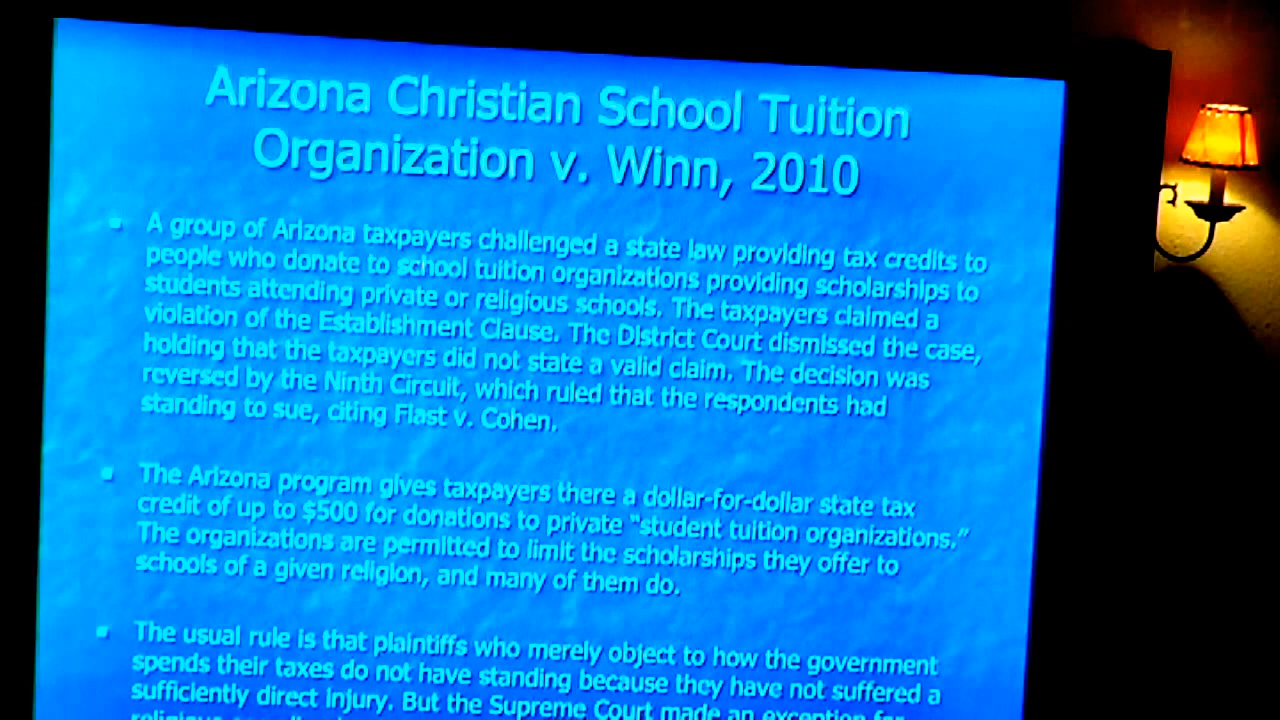 Arizona Christian School Tuition
Organization v. Winn, 2010
A group of Arizona taxpayers challenged a state law providing tax credits to
people who donate to school tuition organizations providing scholarships to
students attending private or religious schools. The taxpayers claimed a
violation of the Establishment Clause. The District Court dismissed the case,
holding that the taxpayers did not state a valid claim. The decision was
reversed by the Ninth Circuit, which ruled that the respondents had
standing to sue, citing Flast v. Cohen.
The Arizona program gives taxpayers there a dollar-for-dollar state tax
credit of up to $500 for donations to private “student tuition organizations.”
The organizations are permitted to limit the scholarships they offer to
schools of a given religion, and many of them do.
The usual rule is that plaintiffs who merely object to how the government
spends their taxes do not have standing because they have not suffered a
sufficiently direct injury. But the Supreme Court made an exception for